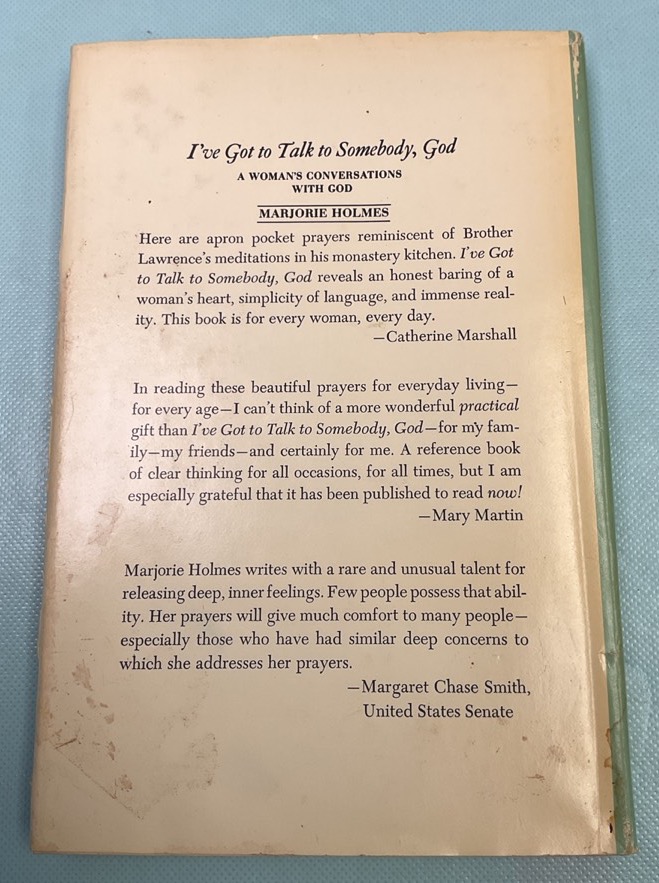 I've Got to Talk to Somebody, God
A WOMAN'S CONVERSATIONS
WITH GOD
MARJORIE HOLMES
Here are apron pocket prayers reminiscent of Brother
Lawrence's meditations in his monastery kitchen. I've Got
to Talk to Somebody, God reveals an honest baring of a
woman's heart, simplicity of language, and immense real-
ity. This book is for every woman, every day.
—Catherine Marshall
In reading these beautiful prayers for everyday living—
for every age—I can't think of a more wonderful practical
gift than I've Got to Talk to Somebody, God—for my fam-
ily—my friends—and certainly for me. A reference book
of clear thinking for all occasions, for all times, but I am
especially grateful that it has been published to read now!
—Mary Martin
Marjorie Holmes writes with a rare and unusual talent for
releasing deep, inner feelings. Few people possess that abil-
ity. Her prayers will give much comfort to many people—
especially those who have had similar deep concerns to
which she addresses her prayers.
—Margaret Chase Smith,
United States Senate